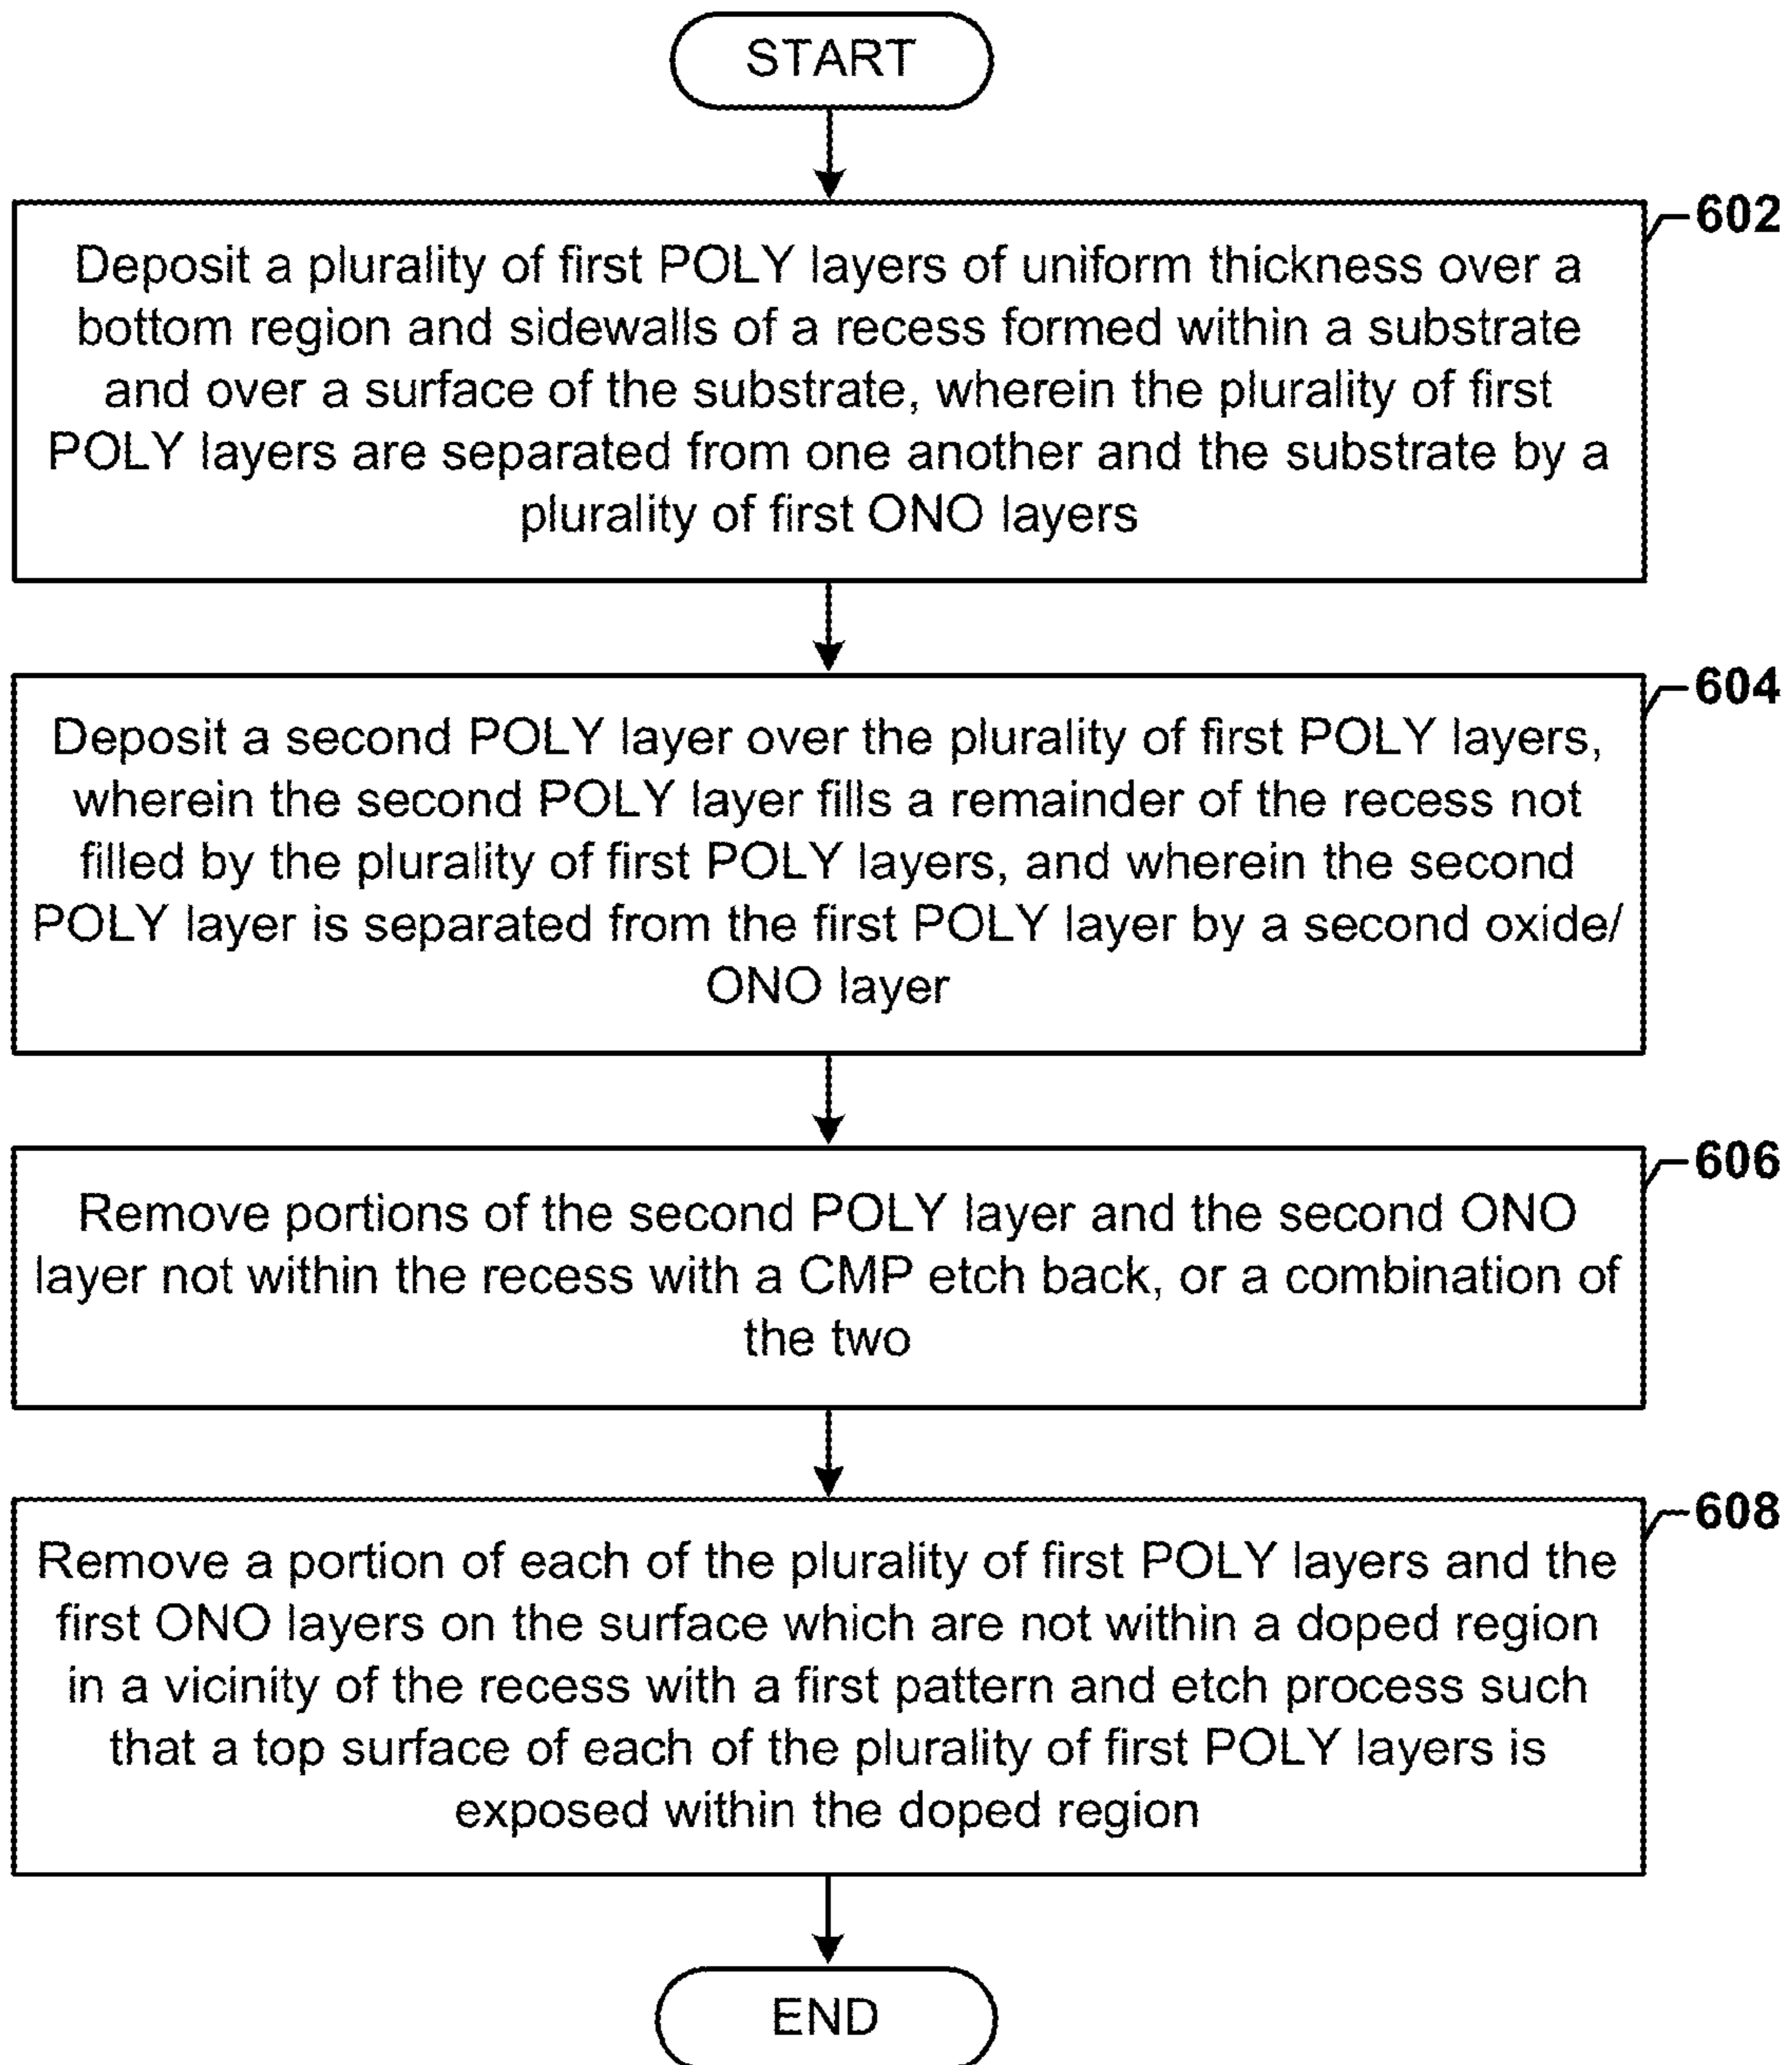 START
602
Deposit a plurality of first POLY layers of uniform thickness over a
bottom region and sidewalls of a recess formed within a substrate
and over a surface of the substrate, wherein the plurality of first
POLY layers are separated from one another and the substrate by a
plurality of first ONO layers
604
Deposit a second POLY layer over the plurality of first POLY layers,
wherein the second POLY layer fills a remainder of the recess not
filled by the plurality of first POLY layers, and wherein the second
POLY layer is separated from the first POLY layer by a second oxide/
ONO layer
606
Remove portions of the second POLY layer and the second ONO
layer not within the recess with a CMP etch back, or a combination of
the two
608
Remove a portion of each of the plurality of first POLY layers and the
first ONO layers on the surface which are not within a doped region
in a vicinity of the recess with a first pattern and etch process such
that a top surface of each of the plurality of first POLY layers is
exposed within the doped region
END